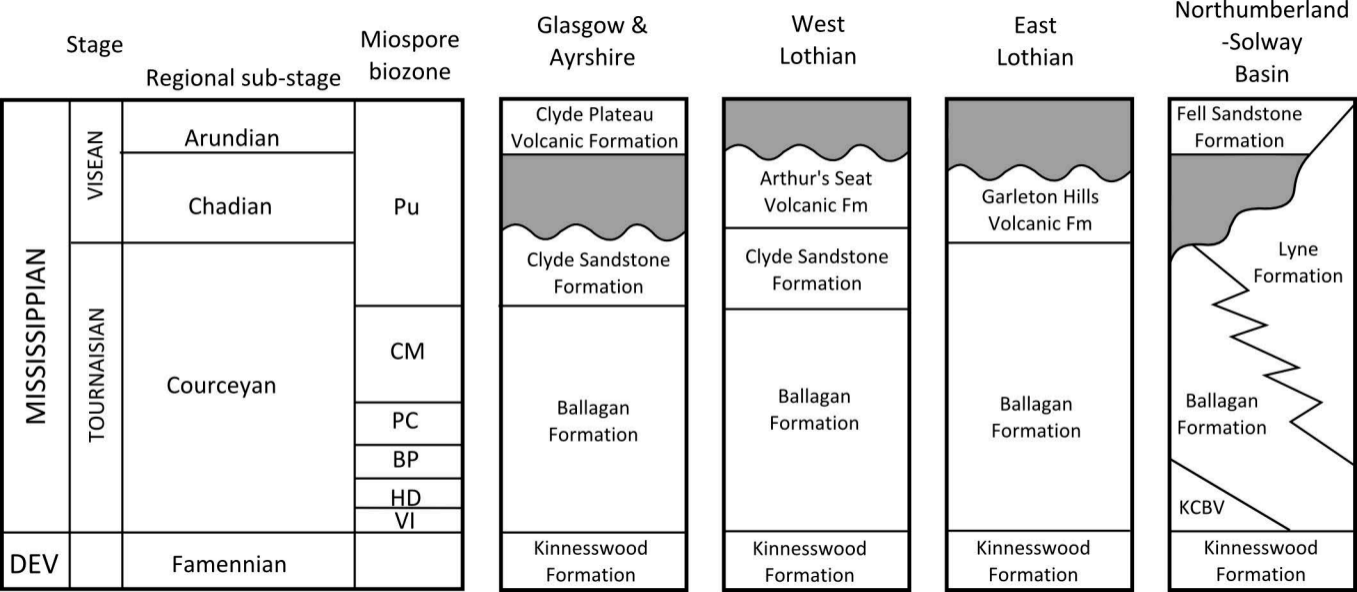 Stage
Regional sub-stage
Miospore
biozone
Glasgow &
Ayrshire
West
Lothian
East
Lothian
Northumberland
-Solway
Basin
MISSISSIPPIAN
DEV
VISEAN
TOURNAISIAN
Arundian
Chadian
Courceyan
Famennian
Pu
CM
PC
BP
HD
VI
Clyde Plateau
Volcanic Formation
Clyde Sandstone
Formation
Ballagan
Formation
Kinnesswood
Formation
Arthur's Seat
Volcanic Fm
Clyde Sandstone
Formation
Ballagan
Formation
Kinnesswood
Formation
Garleton Hills
Volcanic Fm
Ballagan
Formation
Kinnesswood
Formation
Fell Sandstone
Formation
Lyne
Formation
Ballagan
Formation
KCBV
Kinnesswood
Formation